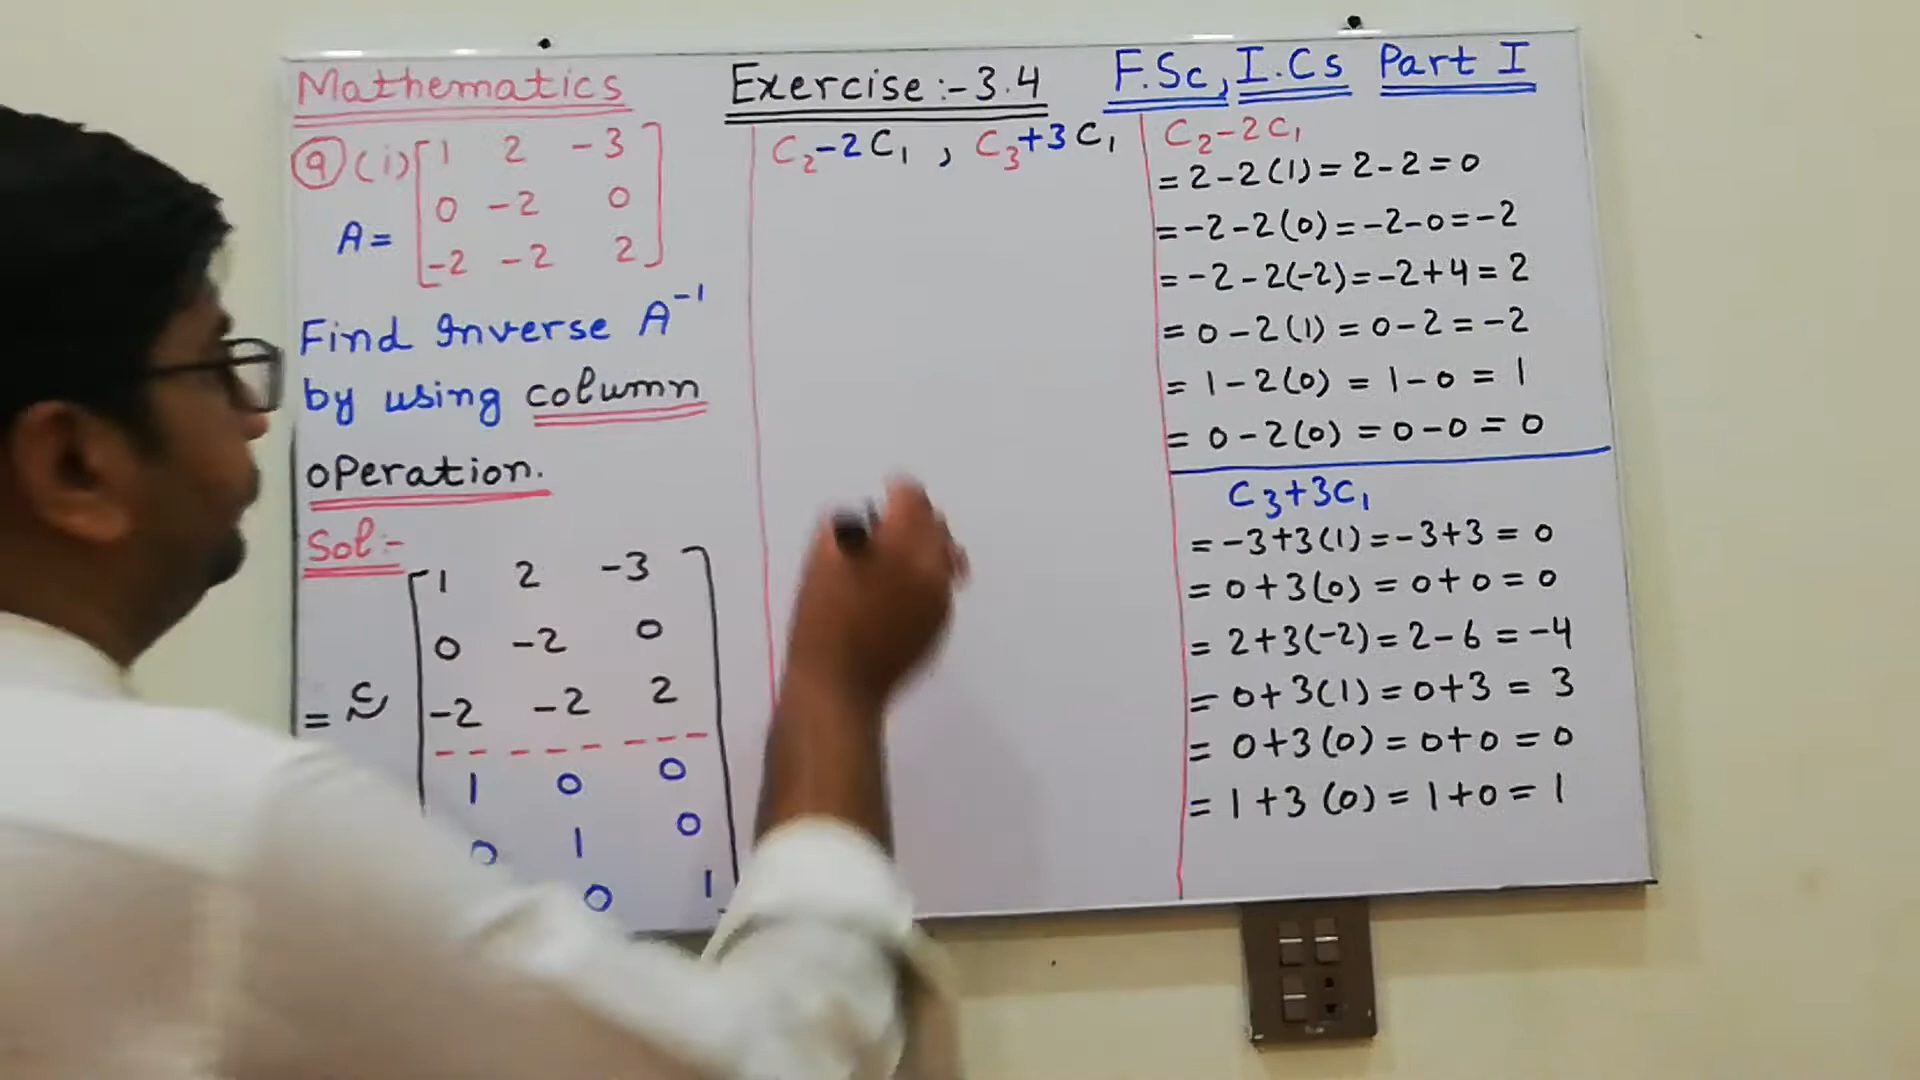 Mathematics Exercise:-3.4 F.Sc, I.Cs Part I
9 (i)
A =
1 2 -3
0 -2 0
-2 -2 2
Find Inverse A⁻¹
by using column
operation.
Sol:-
= R
1 2 -3
0 -2 0
-2 -2 2
1 0 0
0 1 0
0 1
C₂-2C₁ , C₃+3C₁
C₂-2C₁
= 2-2(1) = 2-2 = 0
= -2-2(0) = -2-0 = -2
= -2-2(-2) = -2+4 = 2
= 0-2(1) = 0-2 = -2
= 1-2(0) = 1-0 = 1
= 0-2(0) = 0-0 = 0
C₃+3C₁
= -3+3(1) = -3+3 = 0
= 0+3(0) = 0+0 = 0
= 2+3(-2) = 2-6 = -4
= 0+3(1) = 0+3 = 3
= 0+3(0) = 0+0 = 0
= 1+3(0) = 1+0 = 1